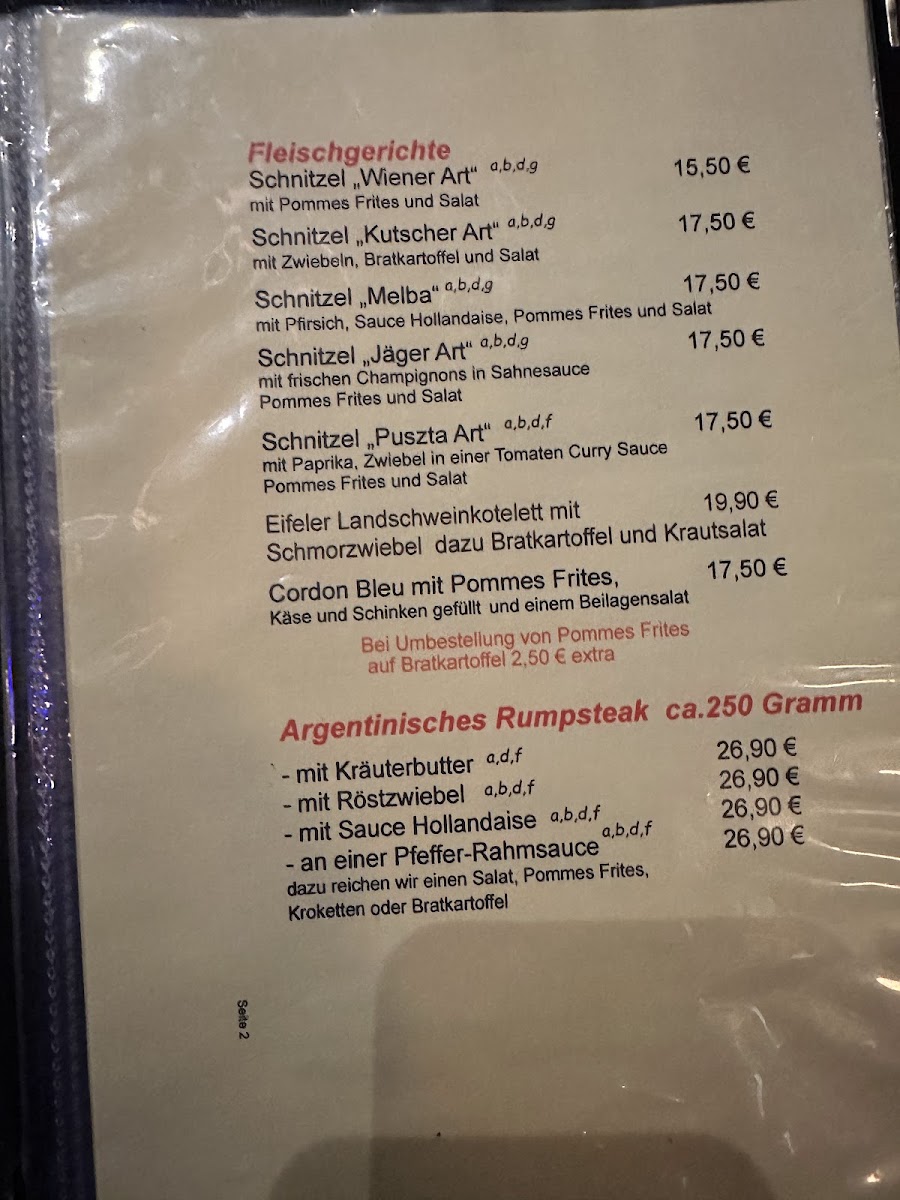 Fleischgerichte
Schnitzel „Wiener Art“ a,b,d,g 15,50 €
mit Pommes Frites und Salat
Schnitzel „Kutscher Art“ a,b,d,g 17,50 €
mit Zwiebeln, Bratkartoffel und Salat
Schnitzel „Melba“ a,b,d,g 17,50 €
mit Pfirsich, Sauce Hollandaise, Pommes Frites und Salat
Schnitzel „Jäger Art“ a,b,d,g 17,50 €
mit frischen Champignons in Sahnesauce
Pommes Frites und Salat
Schnitzel „Puszta Art“ a,b,d,f 17,50 €
mit Paprika, Zwiebel in einer Tomaten Curry Sauce
Pommes Frites und Salat
Eifeler Landschweinkotelett mit 19,90 €
Schmorzwiebel dazu Bratkartoffel und Krautsalat
Cordon Bleu mit Pommes Frites, 17,50 €
Käse und Schinken gefüllt und einem Beilagensalat
Bei Umbestellung von Pommes Frites
auf Bratkartoffel 2,50 € extra
Argentinisches Rumpsteak ca.250 Gramm
- mit Kräuterbutter a,d,f 26,90 €
- mit Röstzwiebel a,b,d,f 26,90 €
- mit Sauce Hollandaise a,b,d,f 26,90 €
- an einer Pfeffer-Rahmsauce a,b,d,f 26,90 €
dazu reichen wir einen Salat, Pommes Frites,
Kroketten oder Bratkartoffel
Seite 2